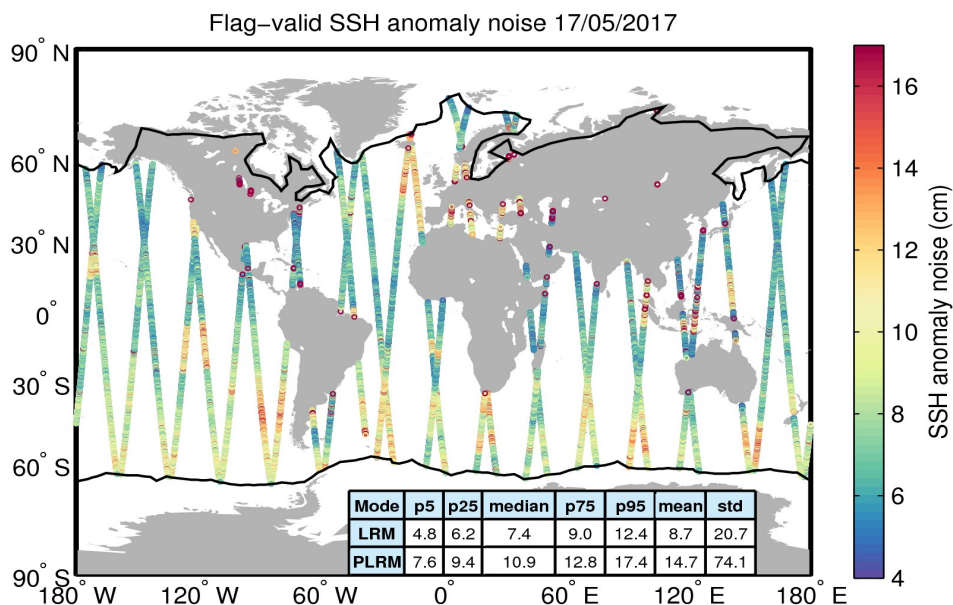 Flag−valid SSH anomaly noise 17/05/2017
90° N
60° N
30° N
0°
30° S
60° S
90° S
180° W
120° W
60° W
0°
60° E
120° E
180° E
Mode p5 p25 median p75 p95 mean std
LRM 4.8 6.2 7.4 9.0 12.4 8.7 20.7
PLRM 7.6 9.4 10.9 12.8 17.4 14.7 74.1
16
14
12
10
8
6
4
SSH anomaly noise (cm)